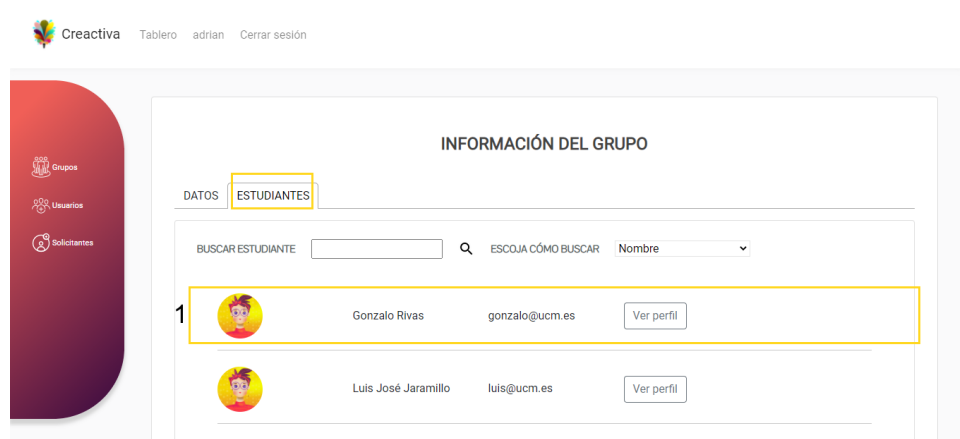 Creactiva Tablero adrian Cerrar sesión
INFORMACIÓN DEL GRUPO
Grupos
Usuarios
Solicitantes
DATOS ESTUDIANTES
BUSCAR ESTUDIANTE ESCOJA CÓMO BUSCAR Nombre
1 Gonzalo Rivas gonzalo@ucm.es Ver perfil
Luis José Jaramillo luis@ucm.es Ver perfil